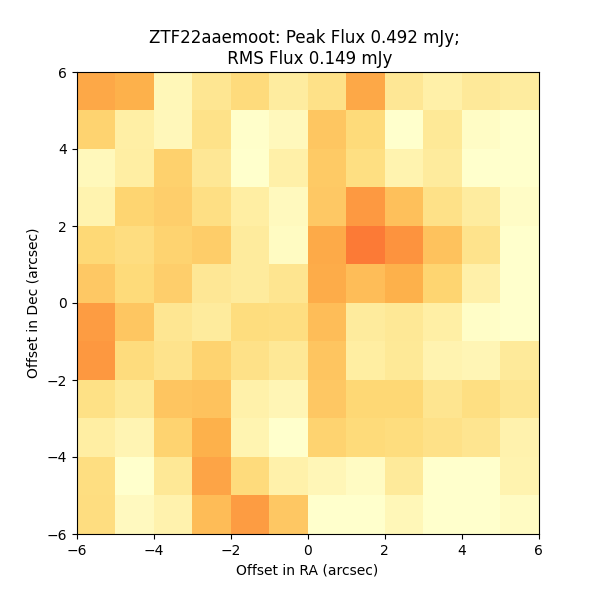 ZTF22aaemoot: Peak Flux 0.492 mJy;
RMS Flux 0.149 mJy
6
4
2
0
−2
−4
−6
Offset in Dec (arcsec)
−6 −4 −2 0 2 4 6
Offset in RA (arcsec)